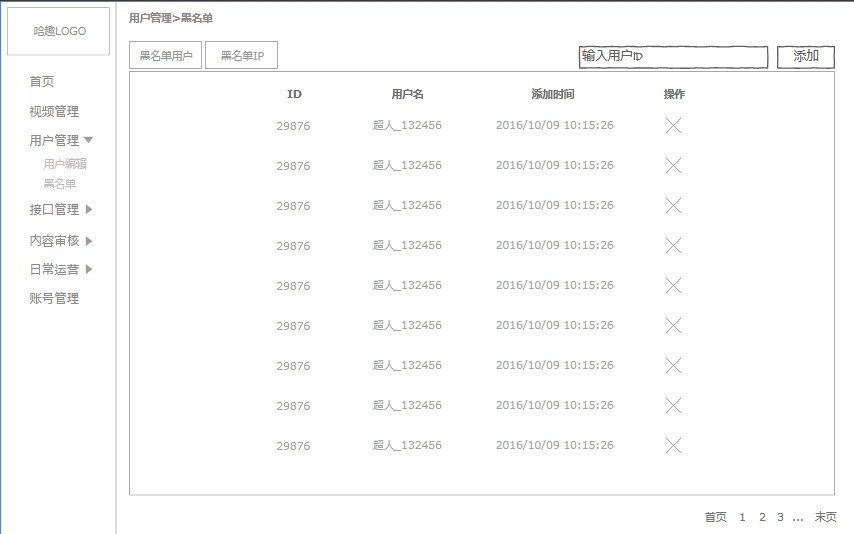 哈趣LOGO
首页
视频管理
用户管理
用户编辑
黑名单
接口管理
内容审核
日常运营
账号管理
用户管理>黑名单
黑名单用户 黑名单IP 输入用户ID 添加
ID 用户名 添加时间 操作
29876 超人_132456 2016/10/09 10:15:26
29876 超人_132456 2016/10/09 10:15:26
29876 超人_132456 2016/10/09 10:15:26
29876 超人_132456 2016/10/09 10:15:26
29876 超人_132456 2016/10/09 10:15:26
29876 超人_132456 2016/10/09 10:15:26
29876 超人_132456 2016/10/09 10:15:26
29876 超人_132456 2016/10/09 10:15:26
29876 超人_132456 2016/10/09 10:15:26
首页 1 2 3 ... 末页